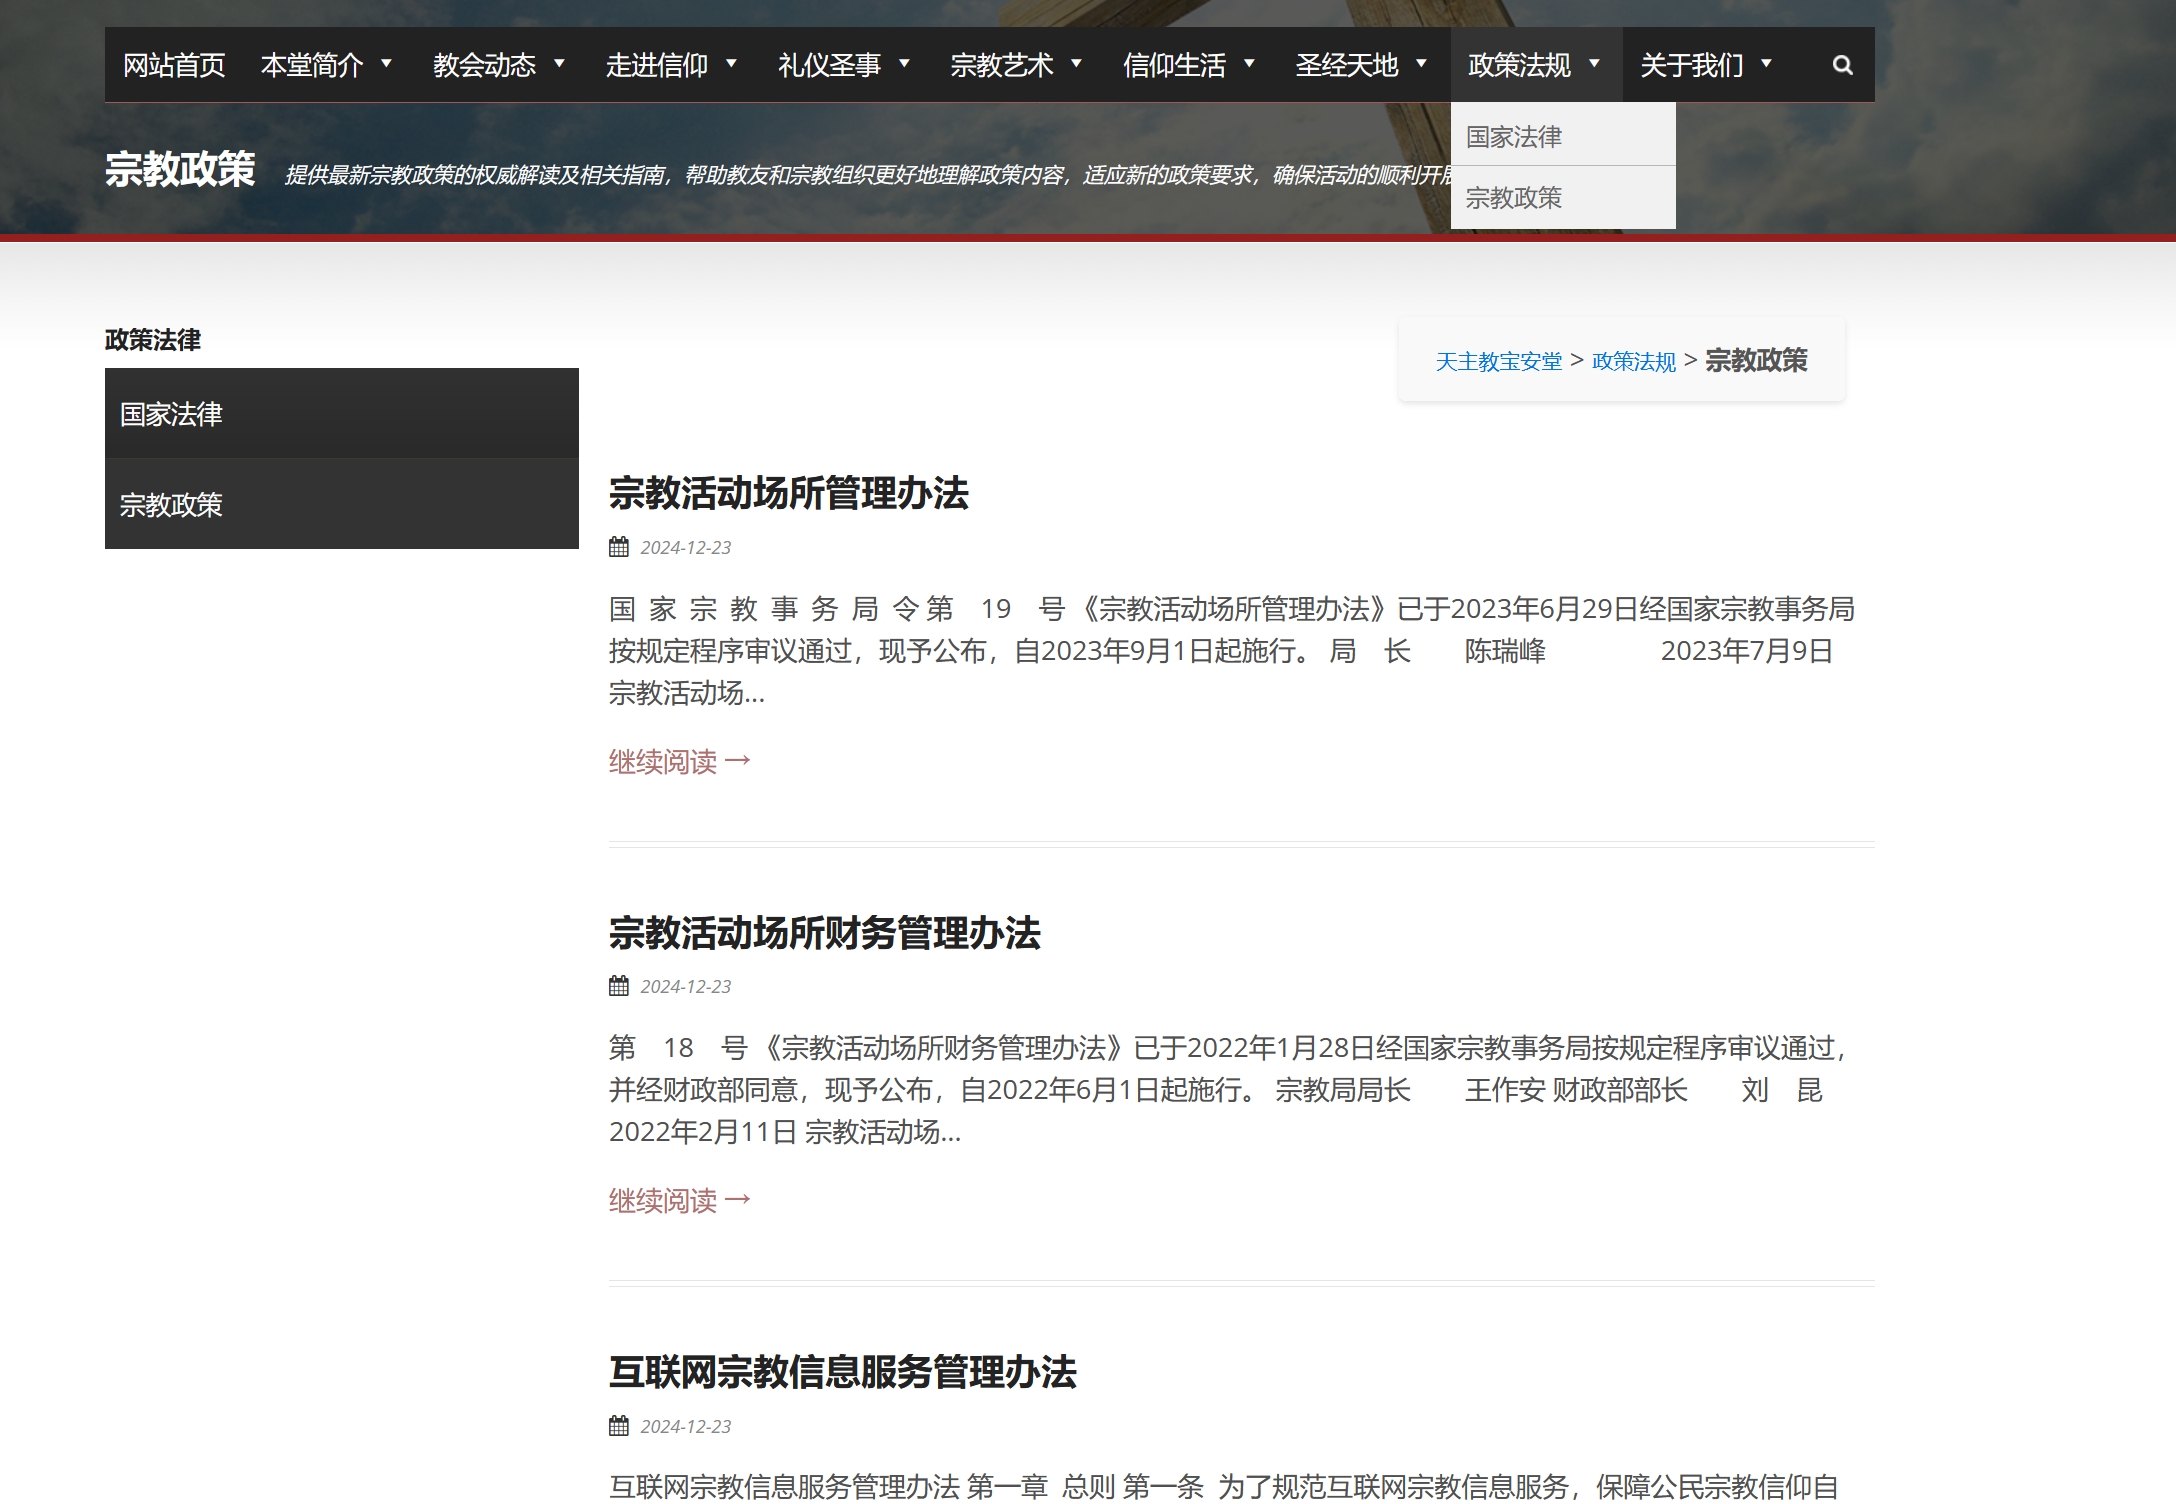 网站首页 本堂简介 教会动态 走进信仰 礼仪圣事 宗教艺术 信仰生活 圣经天地 政策法规 关于我们
国家法律
宗教政策
宗教政策 提供最新宗教政策的权威解读及相关指南，帮助教友和宗教组织更好地理解政策内容，适应新的政策要求，确保活动的顺利开展
政策法律
国家法律
宗教政策
天主教宝安堂 > 政策法规 > 宗教政策
宗教活动场所管理办法
2024-12-23
国 家 宗 教 事 务 局 令 第　19　号 《宗教活动场所管理办法》已于2023年6月29日经国家宗教事务局
按规定程序审议通过，现予公布，自2023年9月1日起施行。 局　长　　陈瑞峰　　　　2023年7月9日
宗教活动场...
继续阅读 →
宗教活动场所财务管理办法
2024-12-23
第　18　号 《宗教活动场所财务管理办法》已于2022年1月28日经国家宗教事务局按规定程序审议通过，
并经财政部同意，现予公布，自2022年6月1日起施行。 宗教局局长　　王作安 财政部部长　　刘　昆
2022年2月11日 宗教活动场...
继续阅读 →
互联网宗教信息服务管理办法
2024-12-23
互联网宗教信息服务管理办法 第一章 总则 第一条 为了规范互联网宗教信息服务，保障公民宗教信仰自